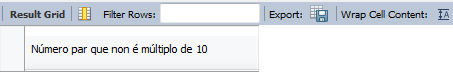 Result Grid Filter Rows: Export: Wrap Cell Content:
Número par que non é múltiplo de 10